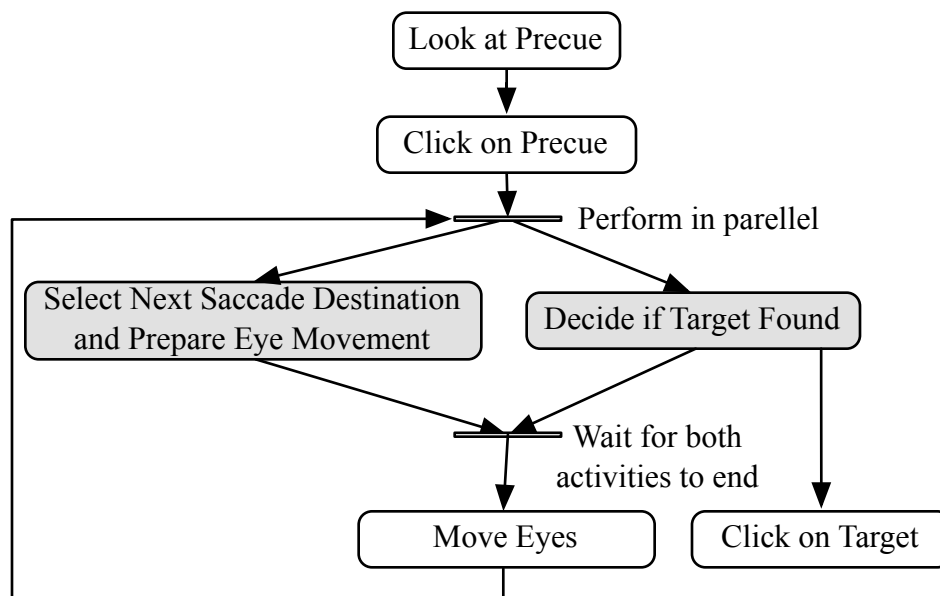 Look at Precue
Click on Precue
Perform in parellel
Select Next Saccade Destination
and Prepare Eye Movement
Decide if Target Found
Wait for both
activities to end
Move Eyes
Click on Target